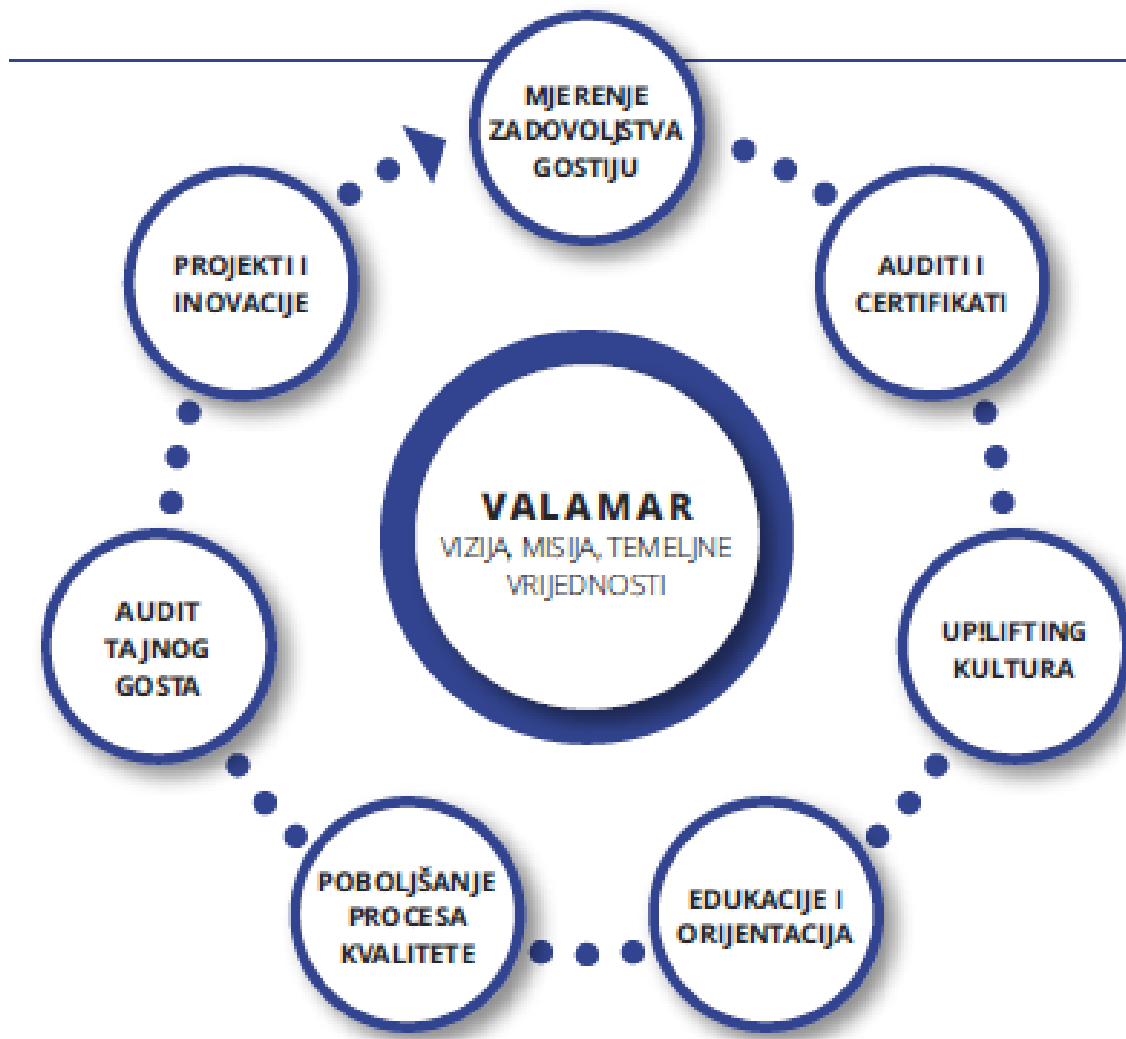 MJERENJE
ZADOVOLJSTVA
GOSTIJU
AUDITI I
CERTIFIKATI
UP!LIFTING
KULTURA
EDUKACIJE I
ORIJENTACIJA
POBOLJŠANJE
PROCESA
KVALITETE
AUDIT
TAJNOG
GOSTA
PROJEKTI I
INOVACIJE
VALAMAR
VIZIJA, MISIJA, TEMELJNE
VRIJEDNOSTI